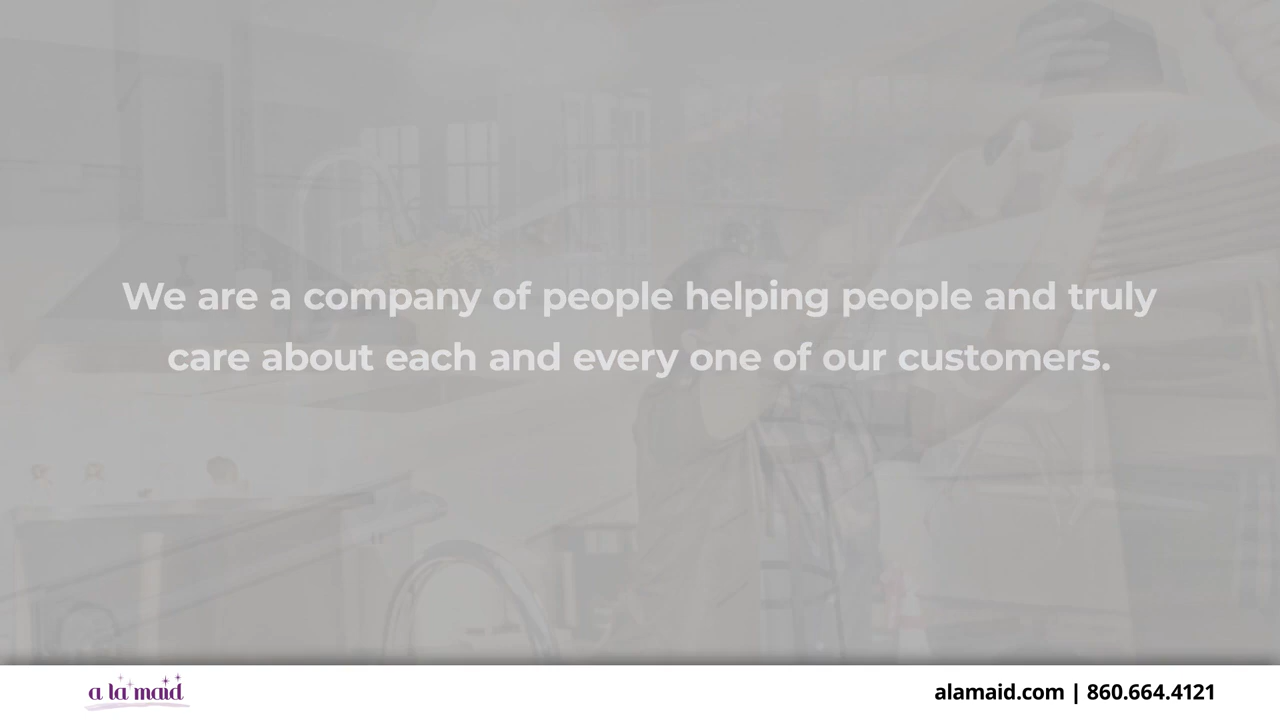 We are a company of people helping people and truly
care about each and every one of our customers.
a la maid
alamaid.com | 860.664.4121